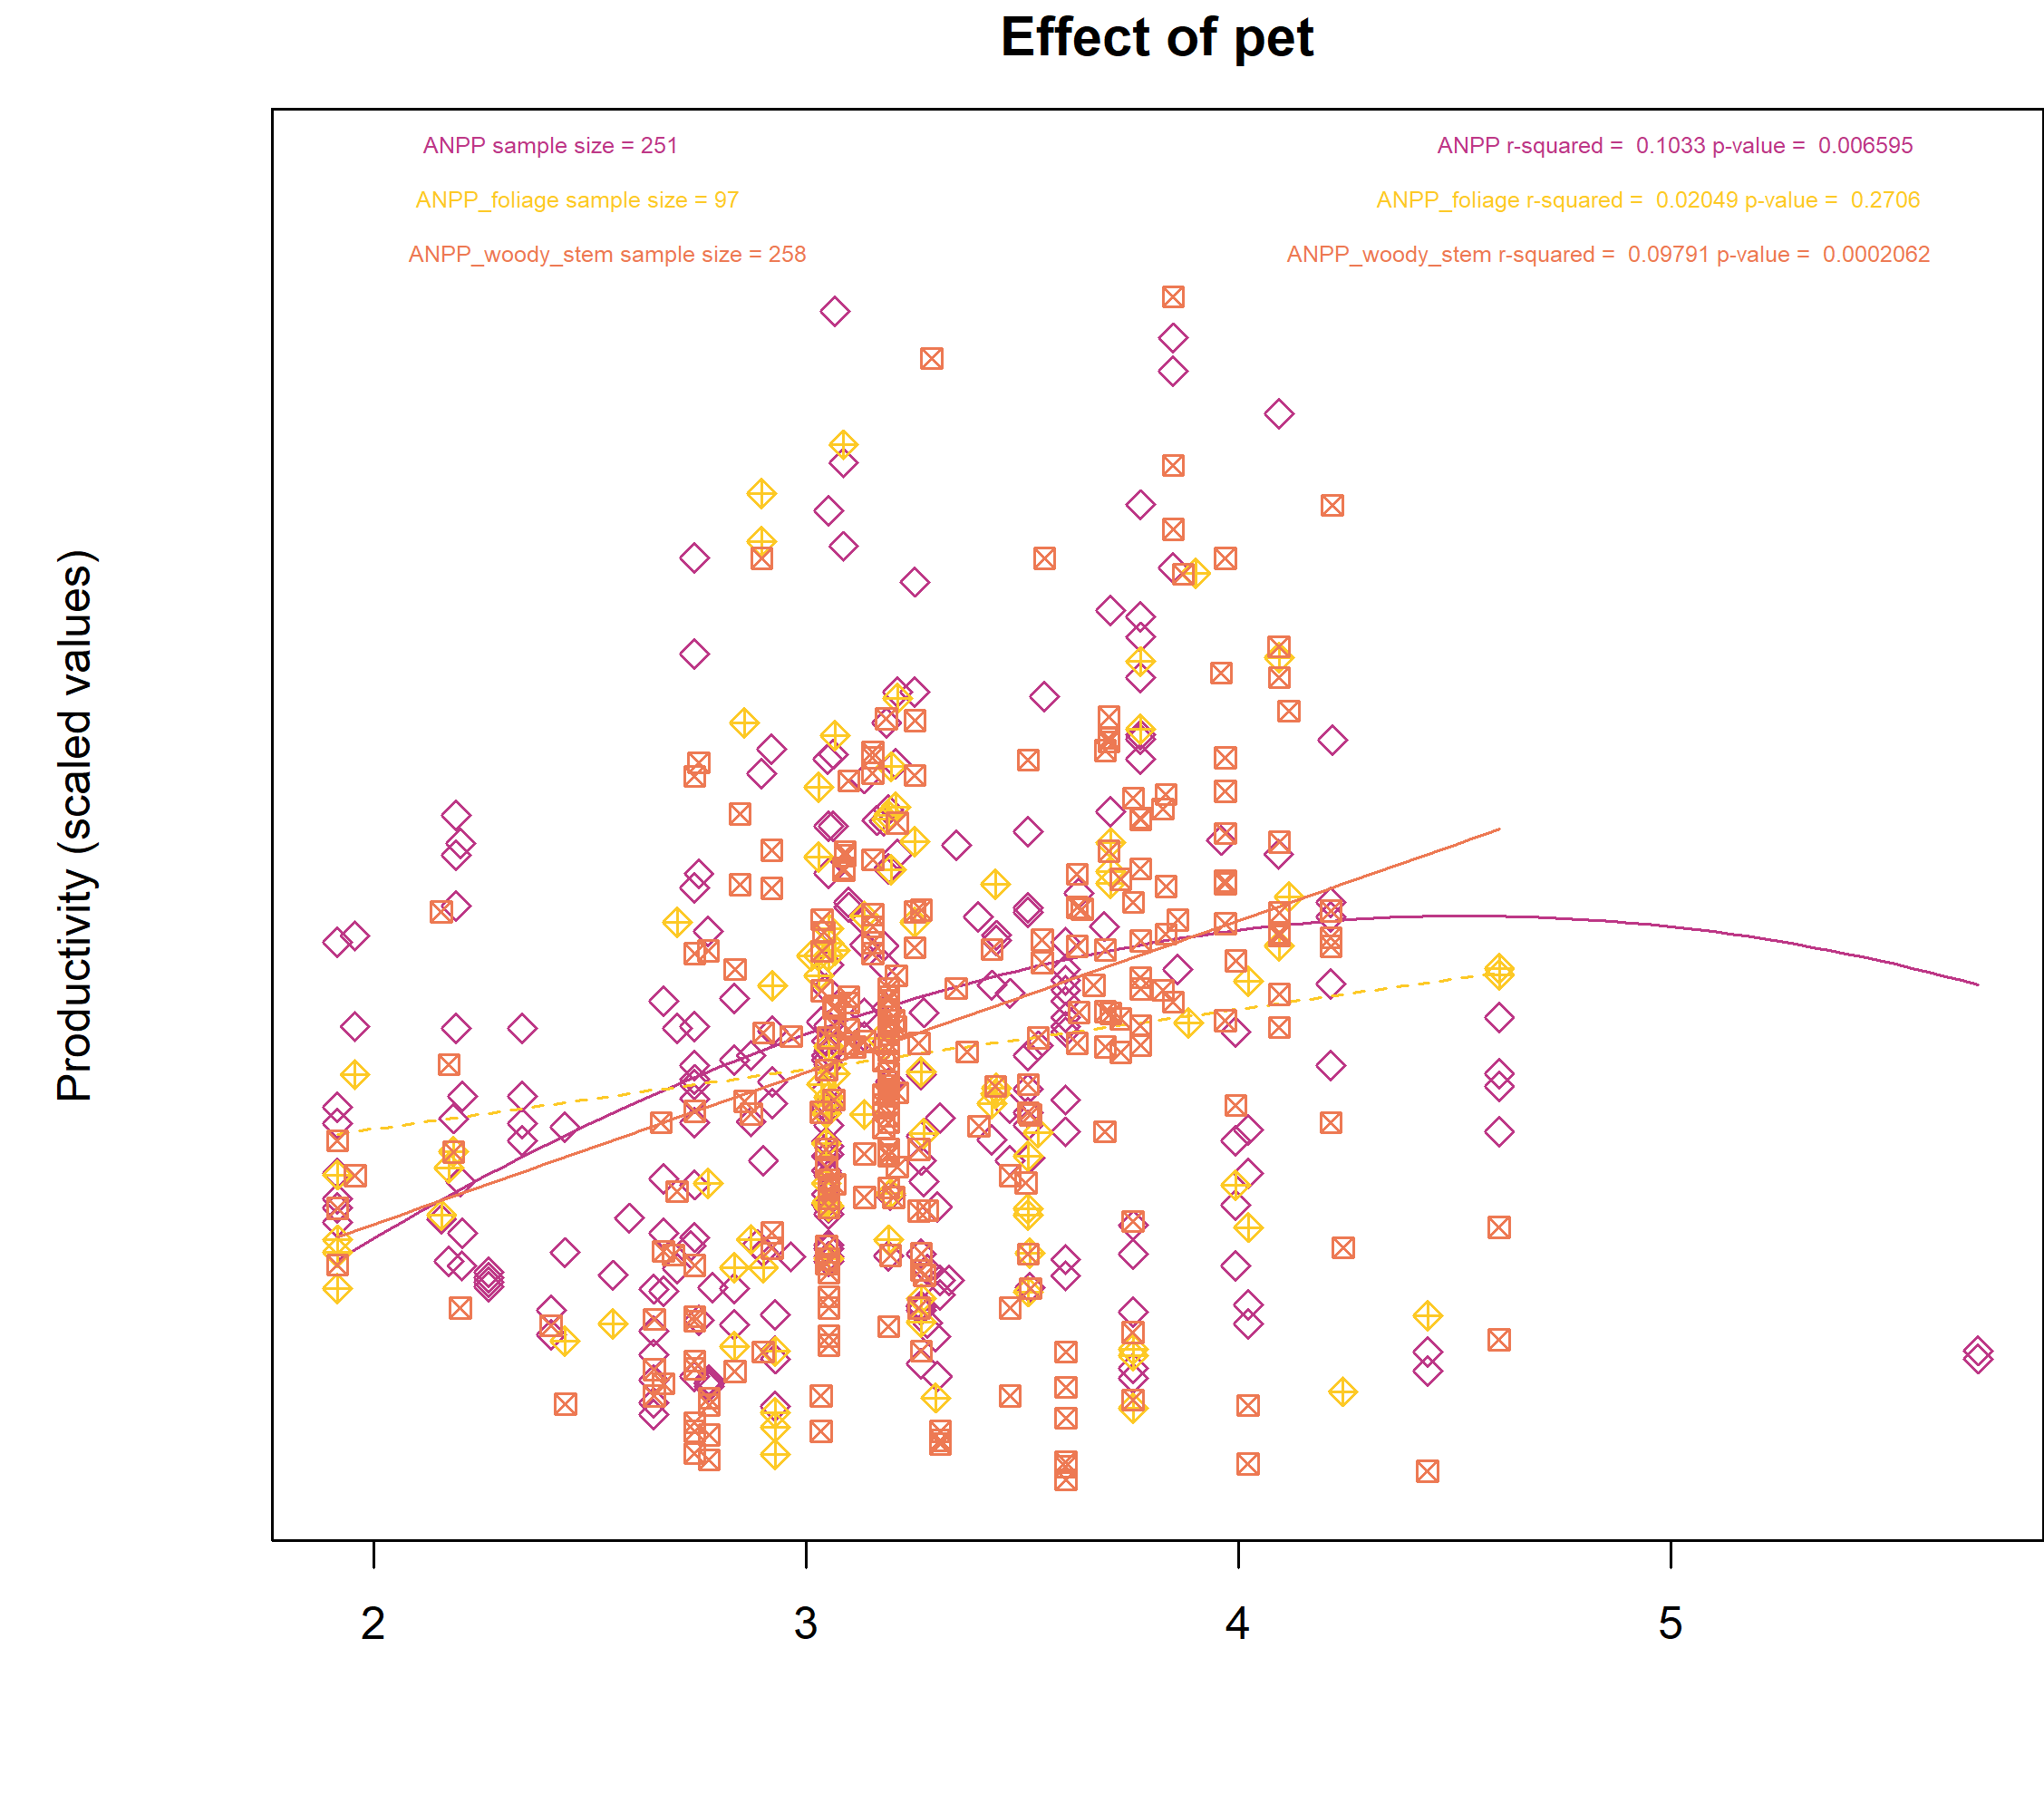 Effect of pet
ANPP sample size = 251
ANPP r-squared =  0.1033 p-value =  0.006595
ANPP_foliage sample size = 97
ANPP_foliage r-squared =  0.02049 p-value =  0.2706
ANPP_woody_stem sample size = 258
ANPP_woody_stem r-squared =  0.09791 p-value =  0.0002062
Productivity (scaled values)
2 3 4 5